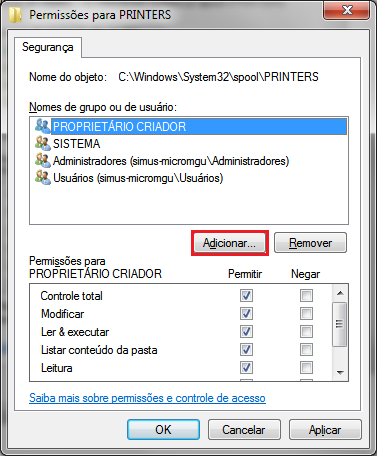 Permissões para PRINTERS
Segurança
Nome do objeto: C:\Windows\System32\spool\PRINTERS
Nomes de grupo ou de usuário:
PROPRIETÁRIO CRIADOR
SISTEMA
Administradores (simus-micromgu\Administradores)
Usuários (simus-micromgu\Usuários)
Adicionar... Remover
Permissões para
PROPRIETÁRIO CRIADOR Permitir Negar
Controle total
Modificar
Ler & executar
Listar conteúdo da pasta
Leitura
Saiba mais sobre permissões e controle de acesso
OK Cancelar Aplicar